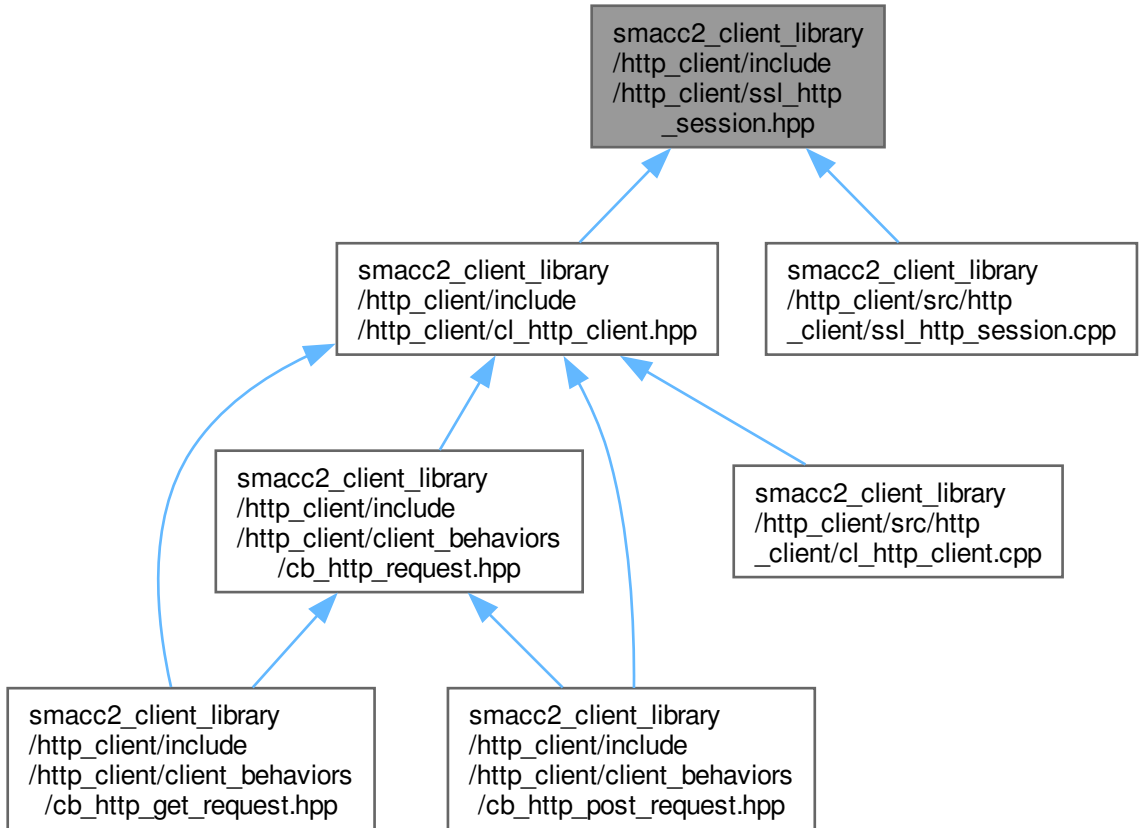 smacc2_client_library
/http_client/include
/http_client/ssl_http
_session.hpp
smacc2_client_library
/http_client/include
/http_client/cl_http_client.hpp
smacc2_client_library
/http_client/src/http
_client/ssl_http_session.cpp
smacc2_client_library
/http_client/include
/http_client/client_behaviors
/cb_http_request.hpp
smacc2_client_library
/http_client/src/http
_client/cl_http_client.cpp
smacc2_client_library
/http_client/include
/http_client/client_behaviors
/cb_http_get_request.hpp
smacc2_client_library
/http_client/include
/http_client/client_behaviors
/cb_http_post_request.hpp